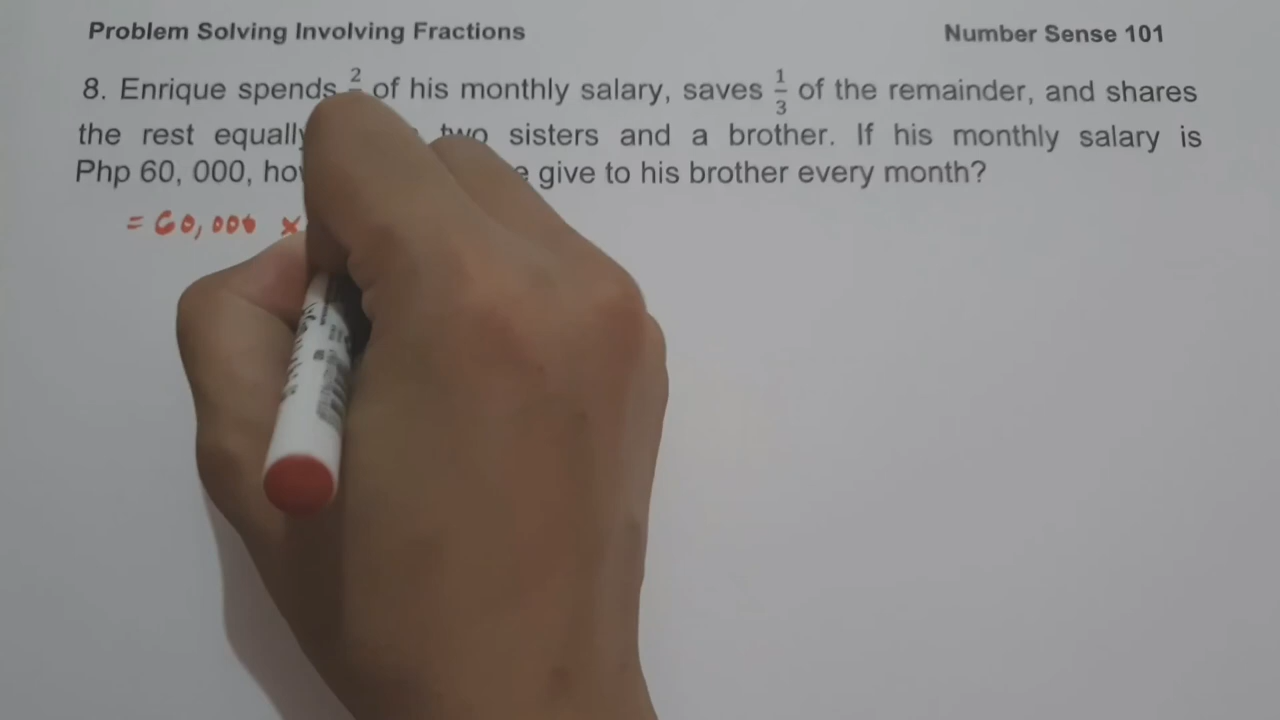 Problem Solving Involving Fractions Number Sense 101
8. Enrique spends 2 of his monthly salary, saves 1/3 of the remainder, and shares
the rest equally two sisters and a brother. If his monthly salary is
Php 60, 000, give to his brother every month?
= 60,000 ×